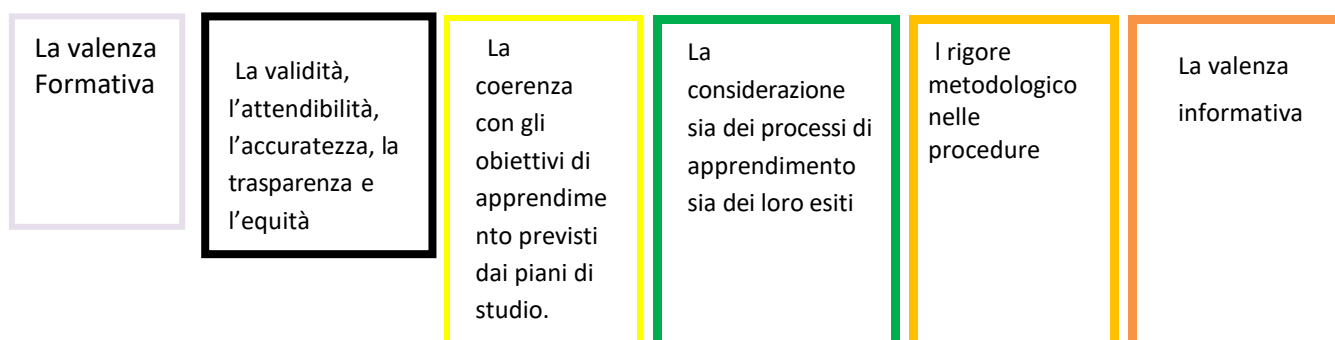 La valenza
Formativa
La validità,
l’attendibilità,
l’accuratezza, la
trasparenza e
l’equità
La
coerenza
con gli
obiettivi di
apprendime
nto previsti
dai piani di
studio.
La
considerazione
sia dei processi di
apprendimento
sia dei loro esiti
l rigore
metodologico
nelle
procedure
La valenza
informativa